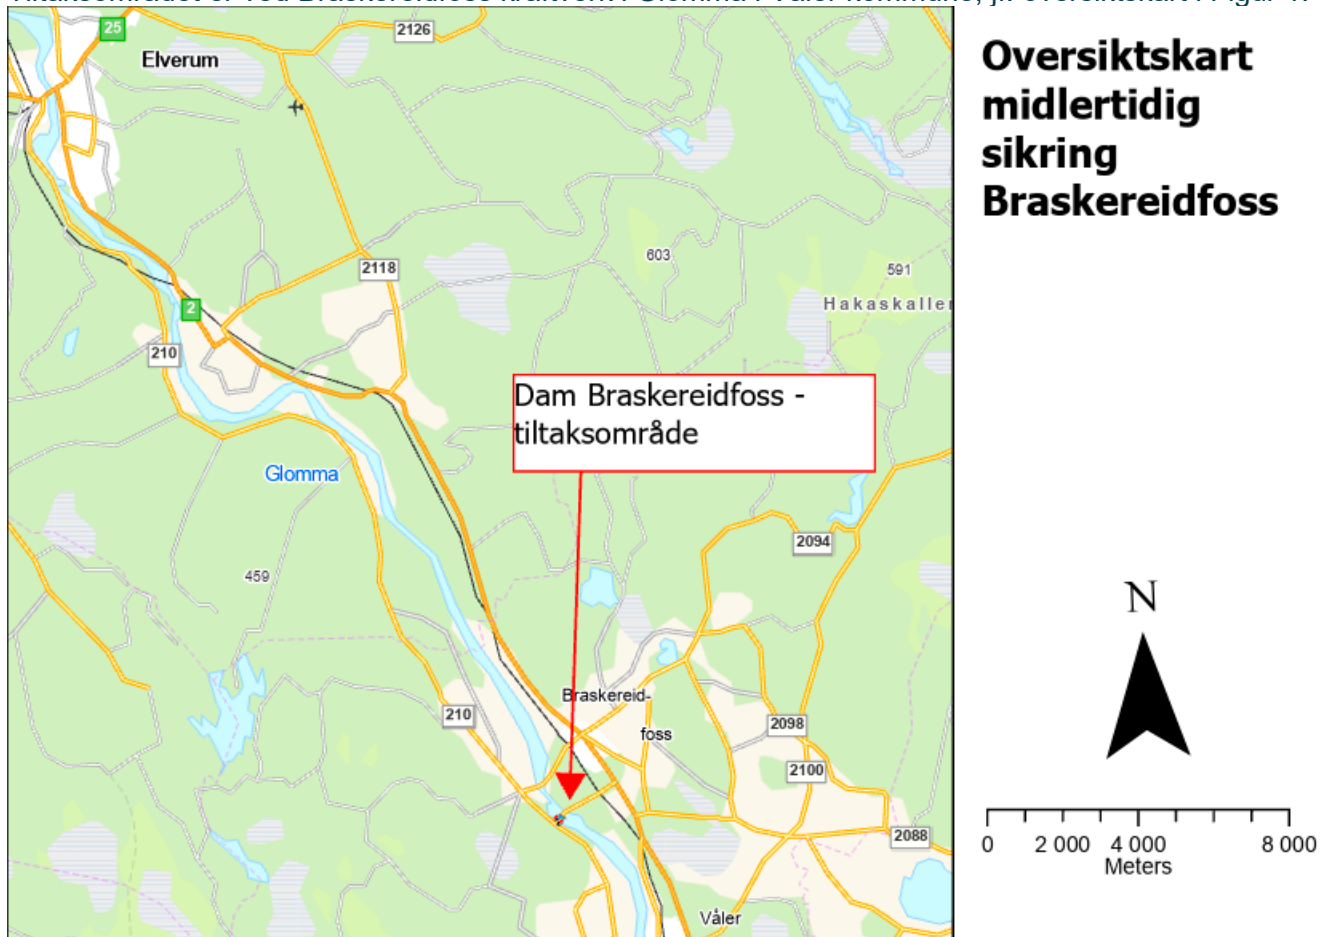 25
2126
Elverum
Oversiktskart
midlertidig
sikring
Braskereidfoss
603
2118
591
Hakaskaller
2
210
Dam Braskereidfoss -
tiltaksområde
Glomma
2094
459
N
Braskereid-
210
foss
2098
2100
2088
0 2 000 4 000 8 000
Meters
Våler